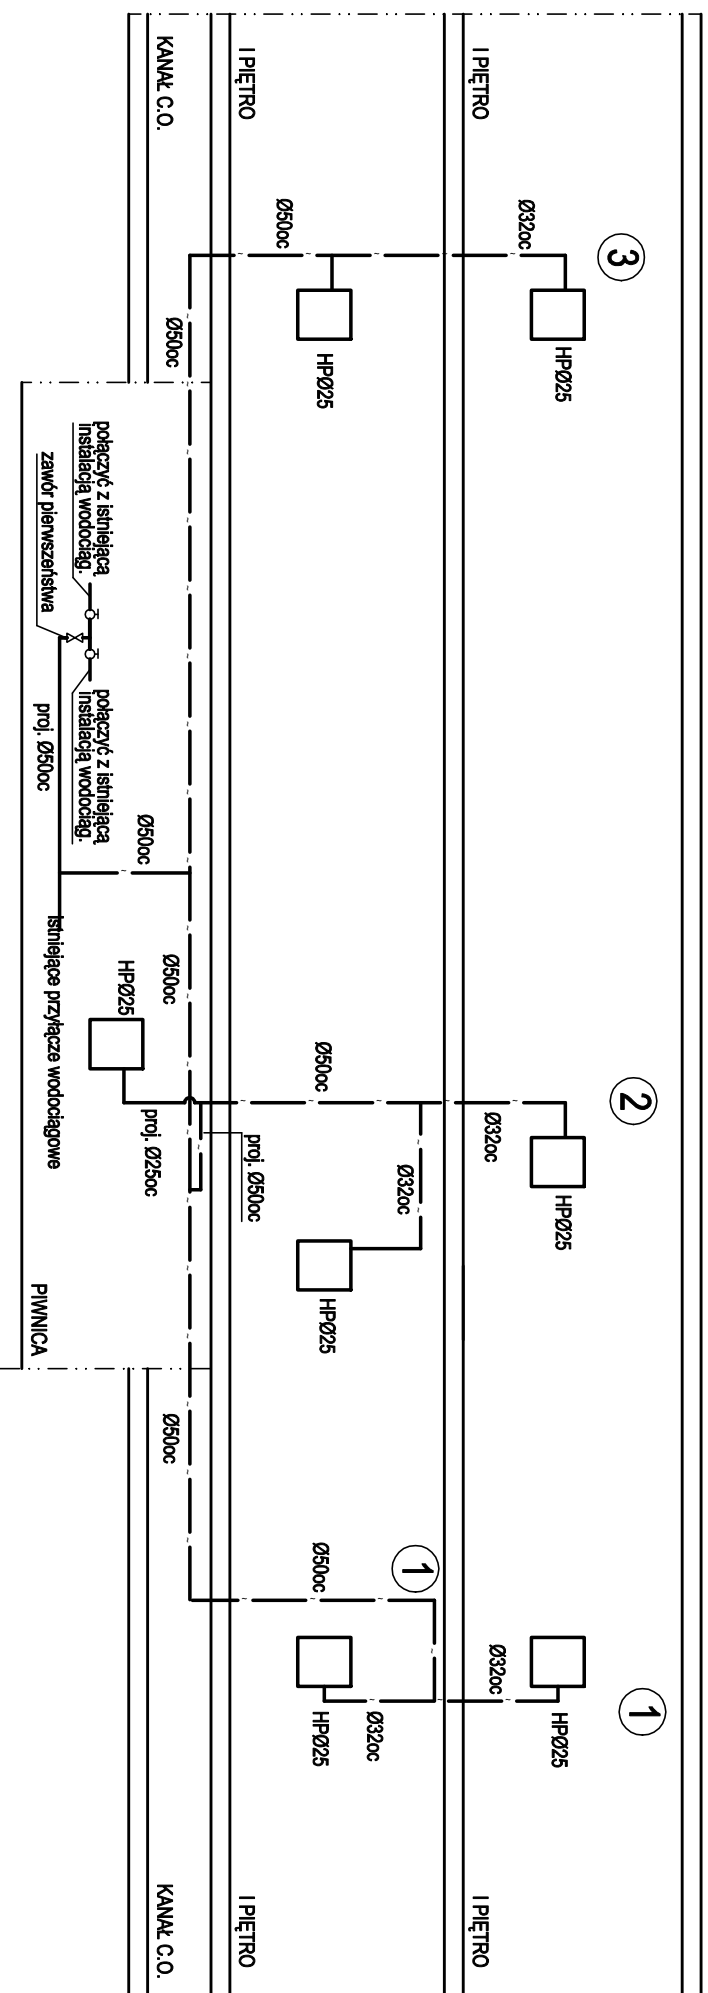 3
2
1
Ø32oc
HPØ25
Ø32oc
HPØ25
Ø32oc
HPØ25
I PIĘTRO
I PIĘTRO
1
Ø50oc
HPØ25
Ø50oc
Ø32oc
HPØ25
Ø50oc
HPØ25
Ø32oc
I PIĘTRO
proj. Ø50oc
I PIĘTRO
KANAŁ C.O.
Ø50oc
Ø50oc
Ø50oc
KANAŁ C.O.
Ø50oc
HPØ25
proj. Ø25oc
połączyć z istniejącą
instalacją wodociąg.
połączyć z istniejącą
instalacją wodociąg.
zawór pierwszeństwa
proj. Ø50oc
istniejące przyłącze wodociągowe
PIWNICA